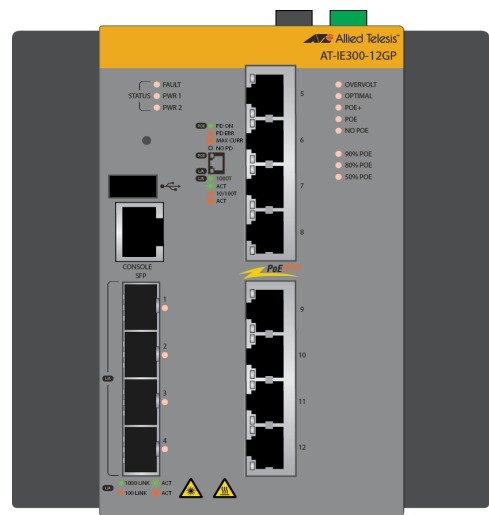 Allied Telesis
AT-IE300-12GP
STATUS
FAULT
PWR 1
PWR 2
PD ON
PD ERR
MAX CURR
NO PD
L/A
1000T
ACT
10/100T
ACT
OVERVOLT
OPTIMAL
POE+
POE
NO POE
90% POE
80% POE
50% POE
5
6
7
8
CONSOLE
SFP
PoE
1
2
3
4
L/A
9
10
11
12
L/A
1000 LINK
ACT
100 LINK
ACT